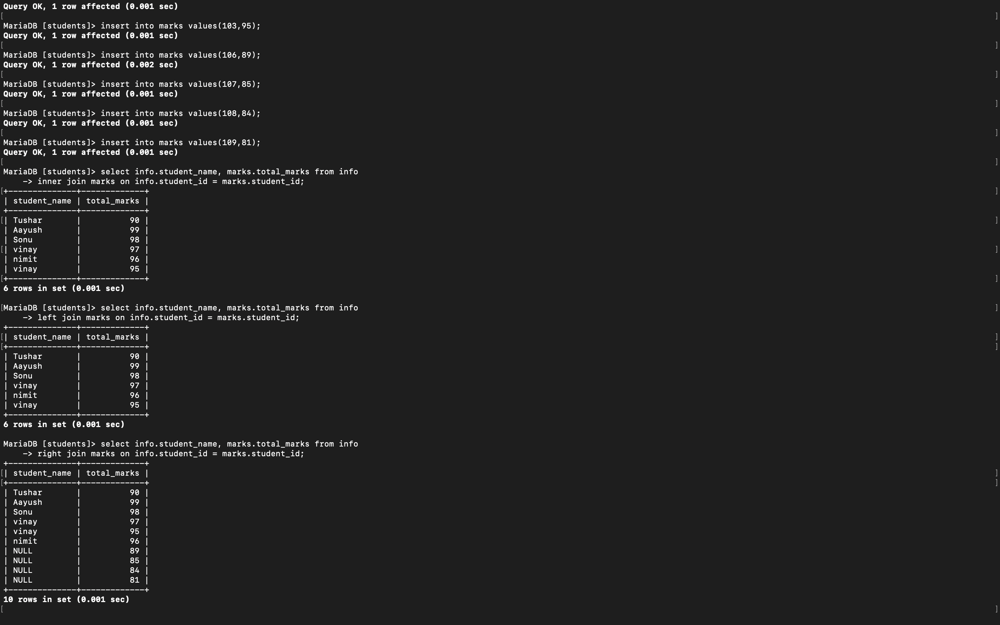 Query OK, 1 row affected (0.001 sec)
[ ]
MariaDB [students]> insert into marks values(103,95);
Query OK, 1 row affected (0.001 sec)
[ ]
MariaDB [students]> insert into marks values(106,89);
Query OK, 1 row affected (0.002 sec)
[ ]
MariaDB [students]> insert into marks values(107,85);
Query OK, 1 row affected (0.001 sec)
[ ]
MariaDB [students]> insert into marks values(108,84);
Query OK, 1 row affected (0.001 sec)
[ ]
MariaDB [students]> insert into marks values(109,81);
Query OK, 1 row affected (0.001 sec)
[ ]
MariaDB [students]> select info.student_name, marks.total_marks from info
    -> inner join marks on info.student_id = marks.student_id;
[+--------------+-------------+ ]
| student_name | total_marks |
+--------------+-------------+
[| Tushar       |          90 | ]
| Aayush       |          99 |
| Sonu         |          98 |
[| vinay        |          97 | ]
| nimit        |          96 |
| vinay        |          95 |
[+--------------+-------------+ ]
6 rows in set (0.001 sec)
[MariaDB [students]> select info.student_name, marks.total_marks from info ]
    -> left join marks on info.student_id = marks.student_id;
+--------------+-------------+
[| student_name | total_marks | ]
[+--------------+-------------+ ]
| Tushar       |          90 |
| Aayush       |          99 |
| Sonu         |          98 |
| vinay        |          97 |
| nimit        |          96 |
| vinay        |          95 |
+--------------+-------------+
6 rows in set (0.001 sec)
MariaDB [students]> select info.student_name, marks.total_marks from info
    -> right join marks on info.student_id = marks.student_id;
+--------------+-------------+
[| student_name | total_marks | ]
[+--------------+-------------+ ]
| Tushar       |          90 |
| Aayush       |          99 |
| Sonu         |          98 |
| vinay        |          97 |
| vinay        |          95 |
| nimit        |          96 |
| NULL         |          89 |
| NULL         |          85 |
| NULL         |          84 |
| NULL         |          81 |
+--------------+-------------+
10 rows in set (0.001 sec)
[ ]